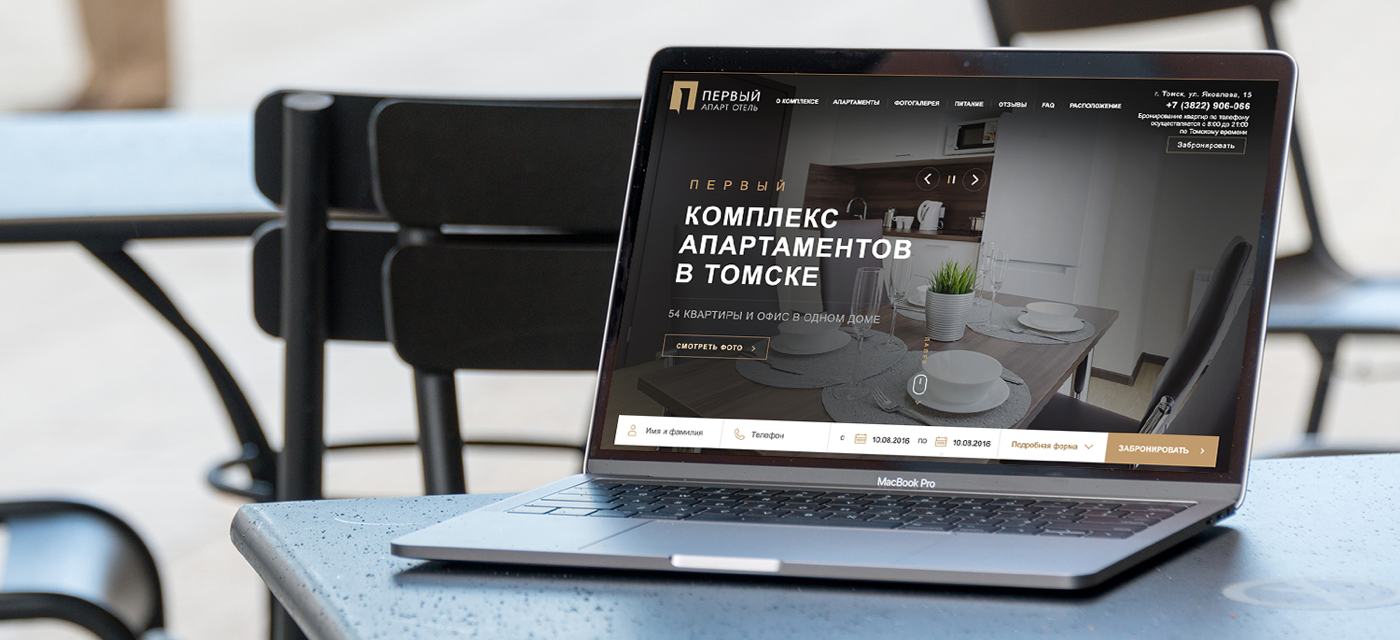 ПЕРВЫЙ
АПАРТ ОТЕЛЬ
О КОМПЛЕКСЕ АПАРТАМЕНТЫ ФОТОГАЛЕРЕЯ ПИТАНИЕ ОТЗЫВЫ FAQ РАСПОЛОЖЕНИЕ
г. Томск, ул. Яковлева, 15
+7 (3822) 906-066
Бронирование квартир по телефону
осуществляется с 8:00 до 21:00
по Томскому времени
Забронировать
ПЕРВЫЙ
КОМПЛЕКС
АПАРТАМЕНТОВ
В ТОМСКЕ
54 КВАРТИРЫ И ОФИС В ОДНОМ ДОМЕ
СМОТРЕТЬ ФОТО
Имя и фамилия Телефон с 10.08.2016 по 10.08.2016 Подробная форма ЗАБРОНИРОВАТЬ
MacBook Pro